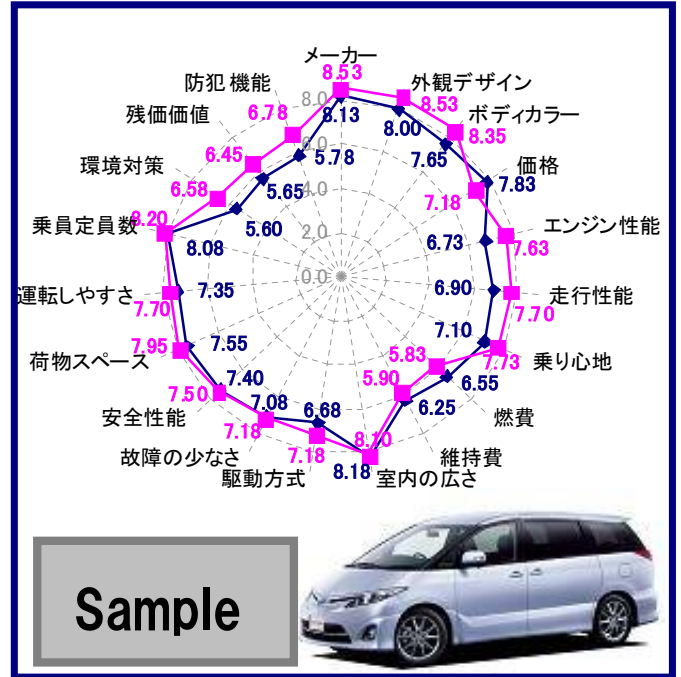 メーカー
8.53
外観デザイン
8.53
防犯機能
6.78
8.0
8.13
8.00
ボディカラー
8.35
残価価値
6.45
6.0
5.78
7.65
価格
7.83
環境対策
6.58
5.65
4.0
7.18
乗員定員数
8.20
5.60
2.0
6.73
エンジン性能
7.63
8.08
0.0
運転しやすさ
7.70
7.35
6.90
走行性能
7.70
荷物スペース
7.95
7.55
7.10
乗り心地
7.73
安全性能
7.50
7.40
5.83
6.55
燃費
故障の少なさ
7.18
7.08
5.90
6.25
維持費
駆動方式
7.18
6.68
8.10
8.18
室内の広さ
Sample